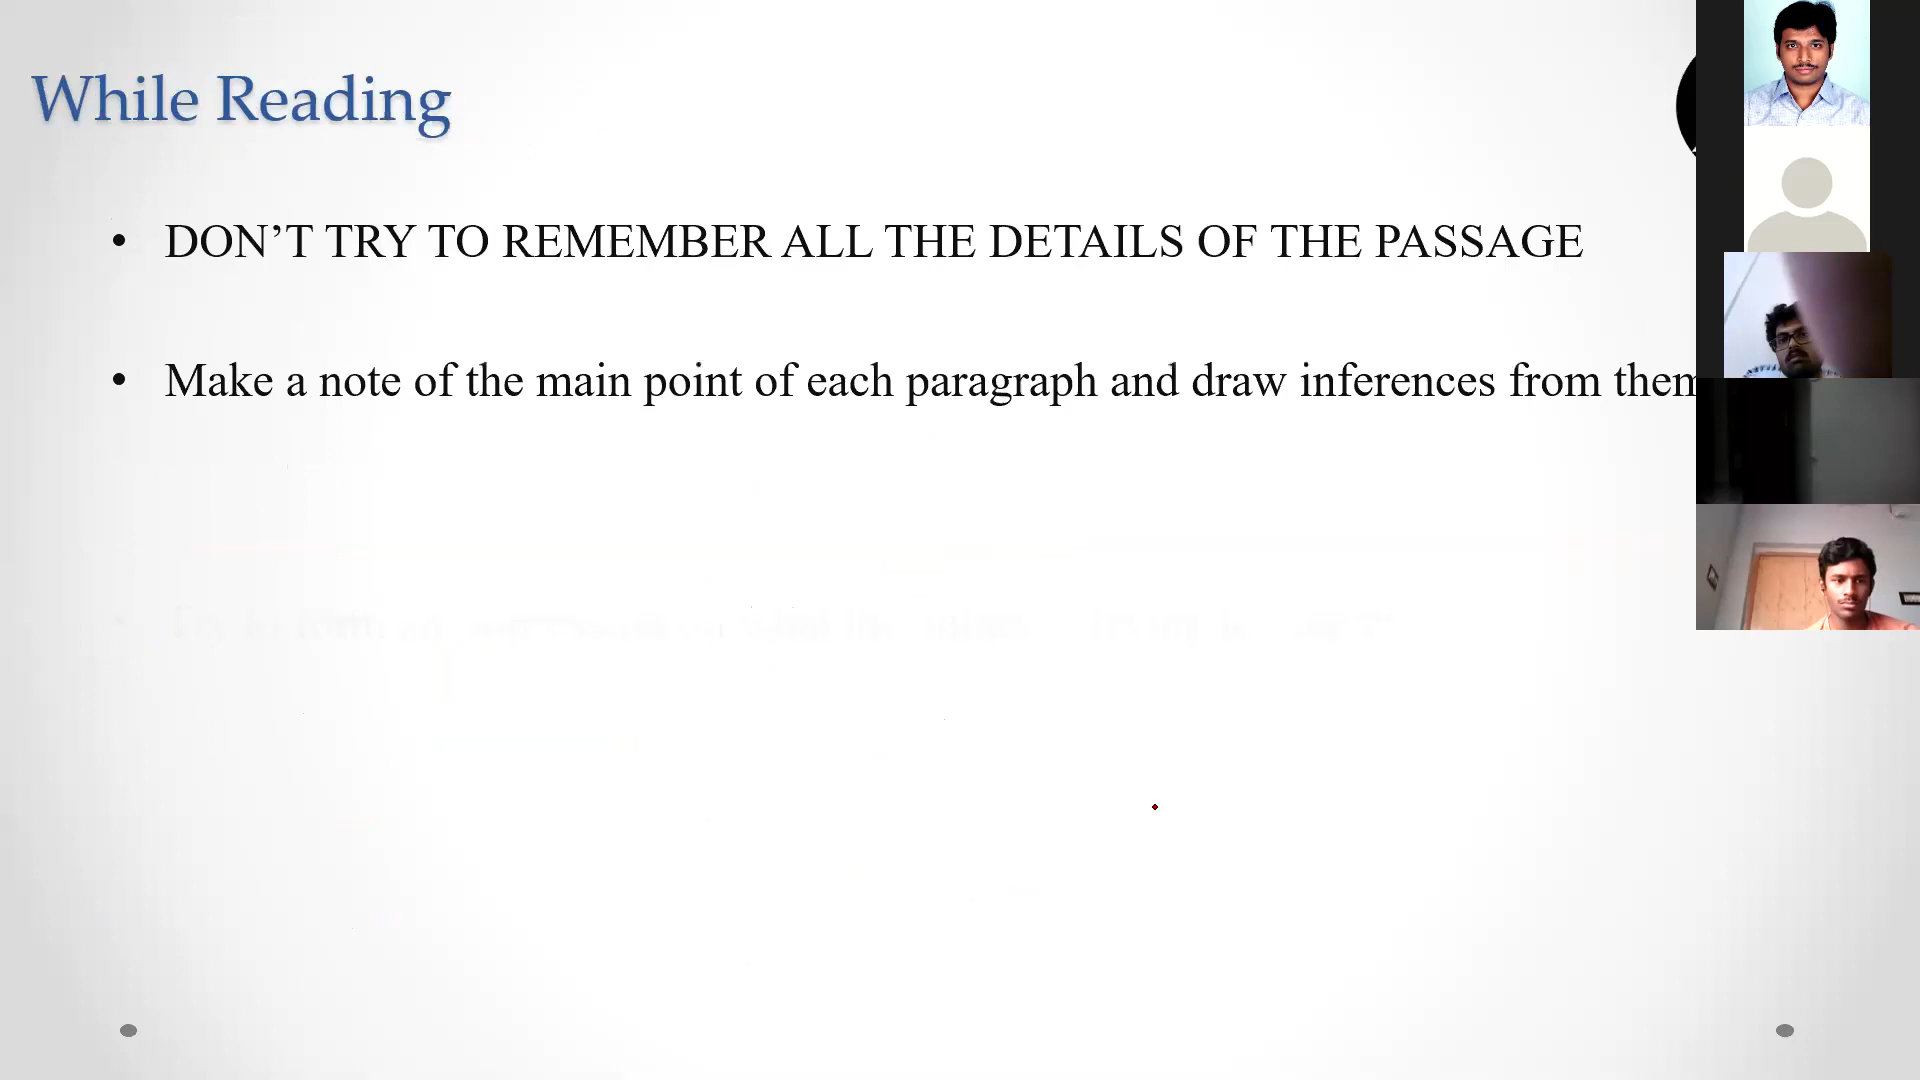 While Reading
• DON’T TRY TO REMEMBER ALL THE DETAILS OF THE PASSAGE
• Make a note of the main point of each paragraph and draw inferences from them